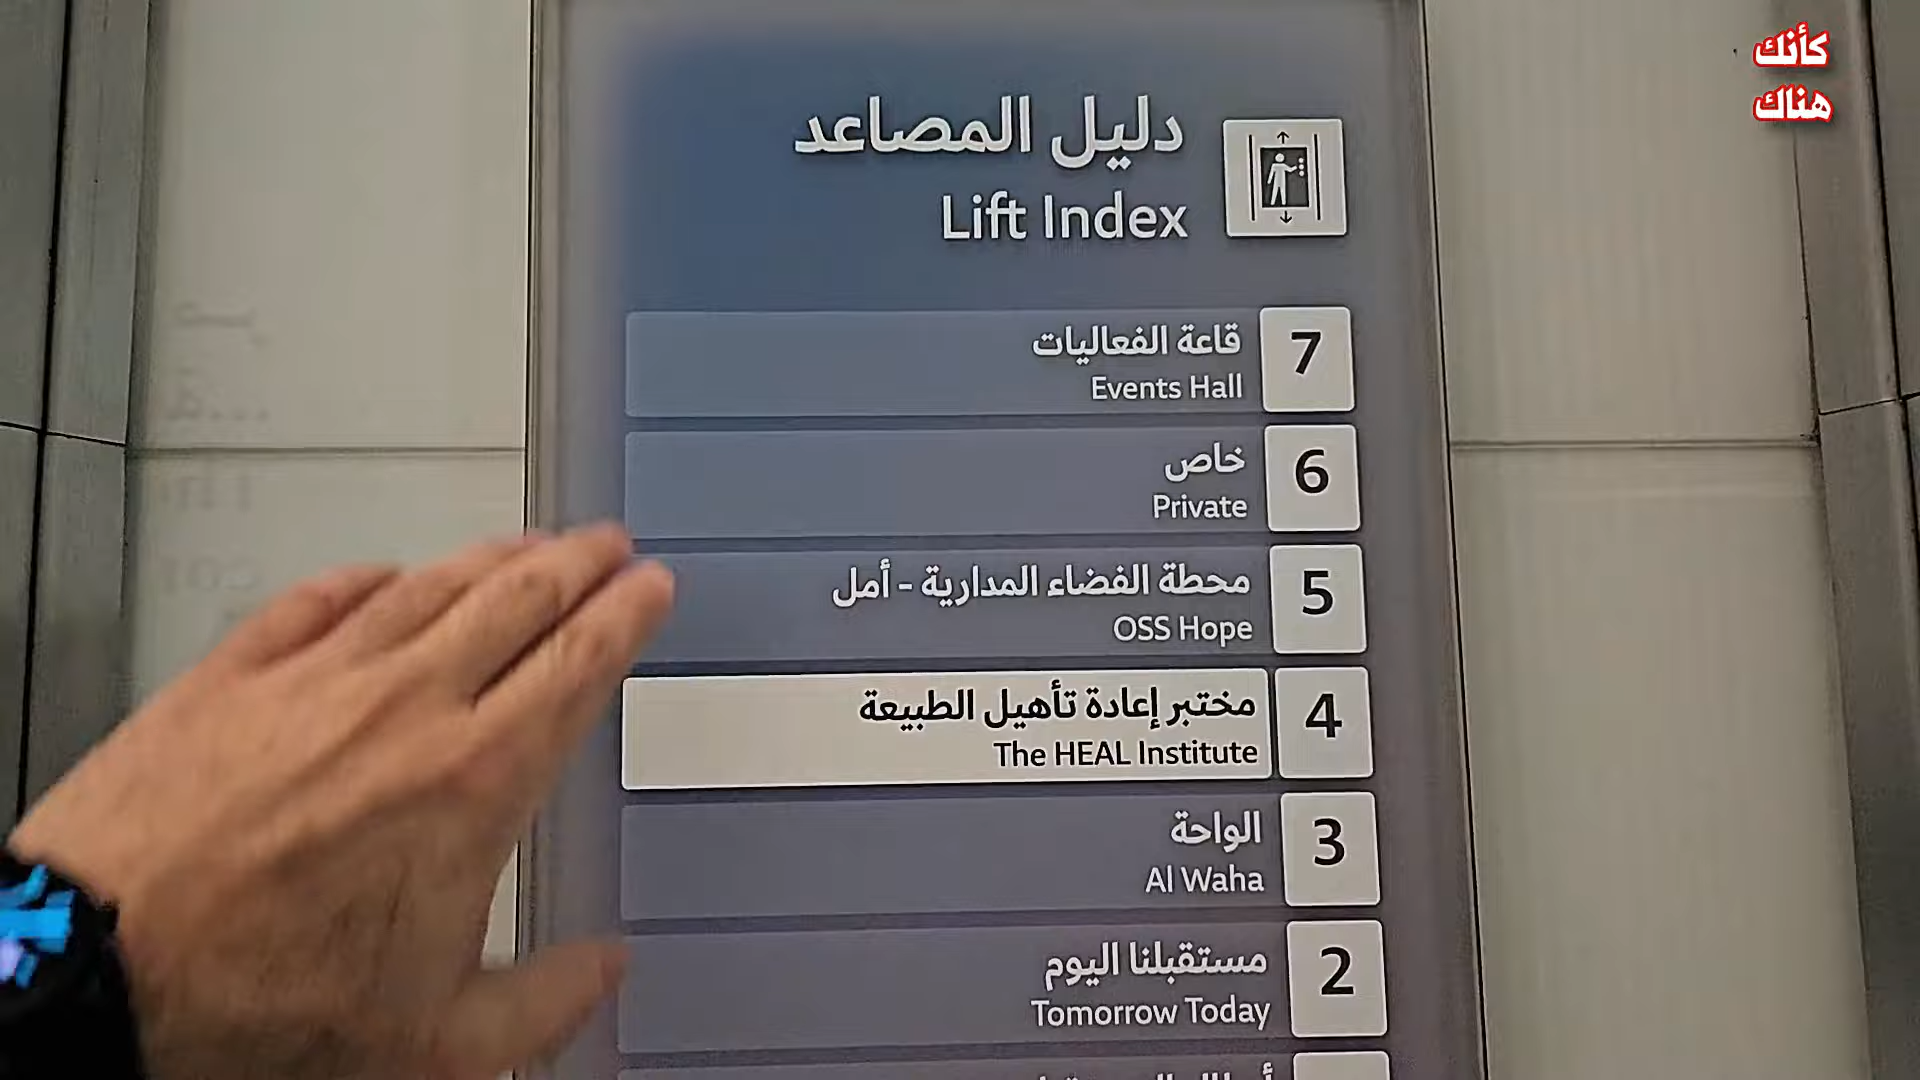 كأنك
هناك
دليل المصاعد
Lift Index
قاعة الفعاليات
Events Hall
7
خاص
Private
6
محطة الفضاء المدارية - أمل
OSS Hope
5
مختبر إعادة تأهيل الطبيعة
The HEAL Institute
4
الواحة
Al Waha
3
مستقبلنا اليوم
Tomorrow Today
2